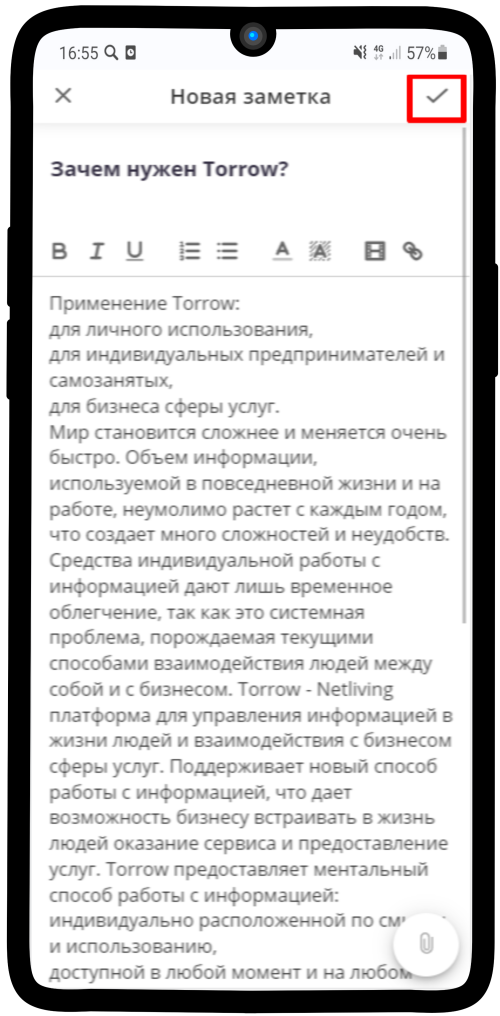 16:55
4G
57%
Новая заметка
Зачем нужен Torrow?
B I U A A
Применение Torrow:
для личного использования,
для индивидуальных предпринимателей и
самозанятых,
для бизнеса сферы услуг.
Мир становится сложнее и меняется очень
быстро. Объем информации,
используемой в повседневной жизни и на
работе, неумолимо растет с каждым годом,
что создает много сложностей и неудобств.
Средства индивидуальной работы с
информацией дают лишь временное
облегчение, так как это системная
проблема, порождаемая текущими
способами взаимодействия людей между
собой и с бизнесом. Torrow - Netliving
платформа для управления информацией в
жизни людей и взаимодействия с бизнесом
сферы услуг. Поддерживает новый способ
работы с информацией, что дает
возможность бизнесу встраивать в жизнь
людей оказание сервиса и предоставление
услуг. Torrow предоставляет ментальный
способ работы с информацией:
индивидуально расположенной по
и использованию,
доступной в любой момент и на любом